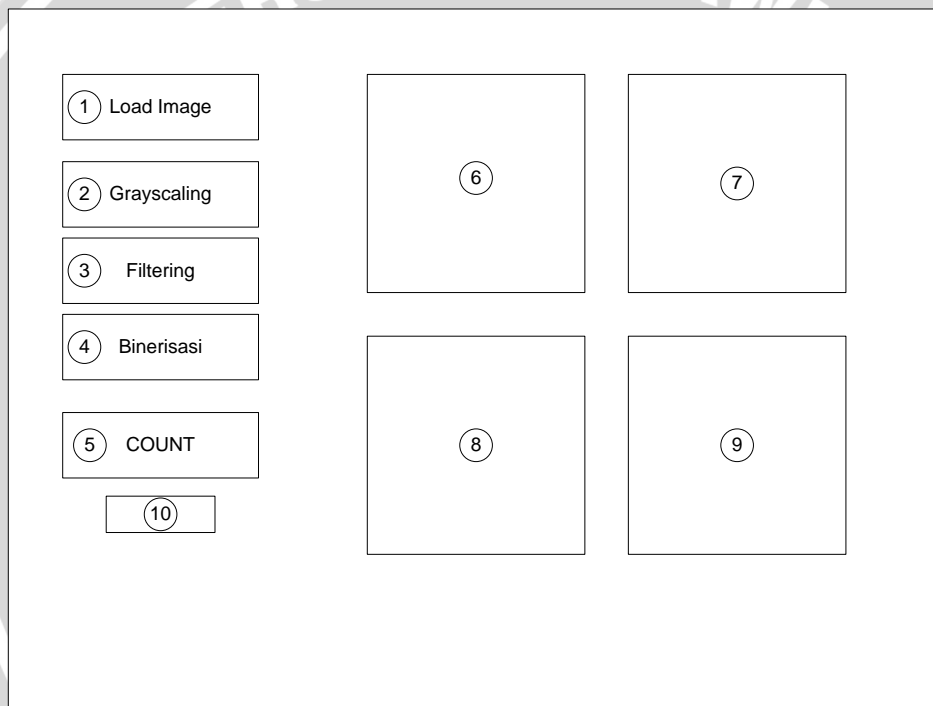 1 Load Image
2 Grayscaling
3 Filtering
4 Binerisasi
5 COUNT
10
6
7
8
9